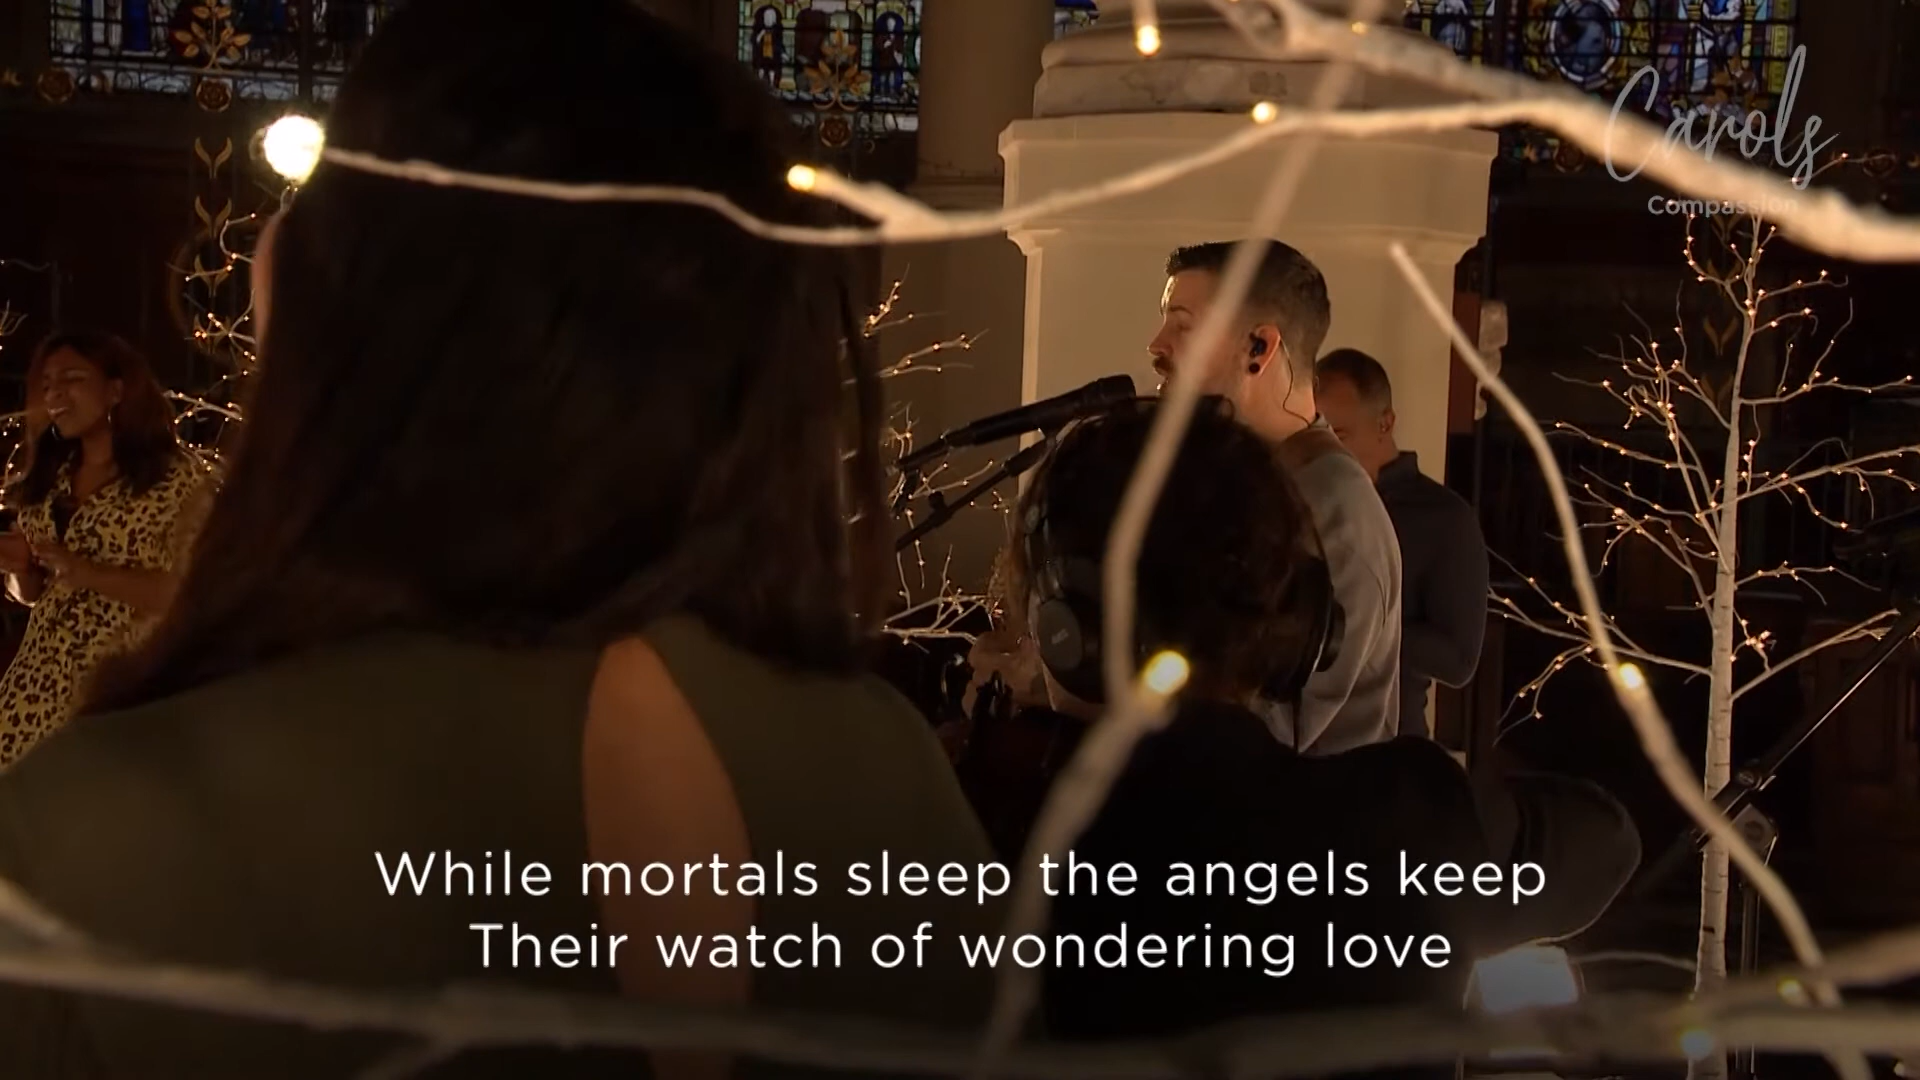 Carols
Compassion
While mortals sleep the angels keep
Their watch of wondering love